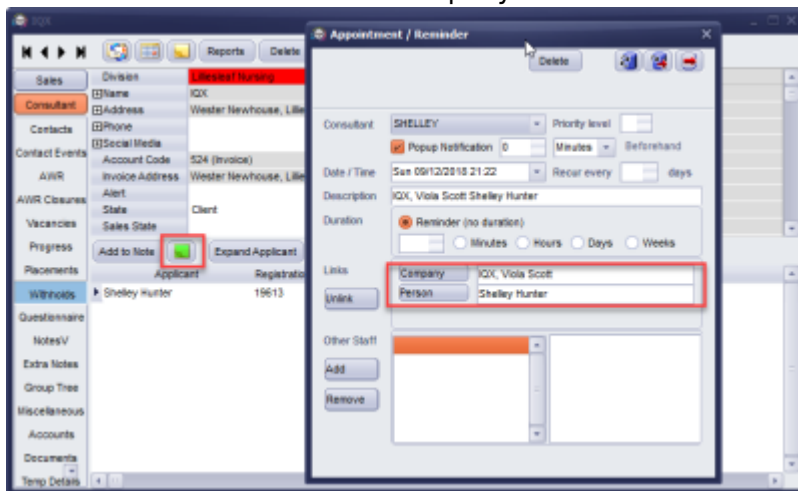 IQX
Reports Delete
Sales
Consultant
Contacts
Contact Events
AWR
AWR Closures
Vacancies
Progress
Placements
Withholds
Questionnaire
NotesV
Extra Notes
Group Tree
Miscellaneous
Accounts
Documents
Temp Details
Division Lillesleaf Nursing
Name IQX
Address Wester Newhouse, Lille
Phone
Social Media
Account Code S24 (Invoice)
Invoice Address Wester Newhouse, Lille
Alert
State Client
Sales State
Add to Note Expand Applicant
Applicant Registratio
Shelley Hunter 19613
Appointment / Reminder
Delete
Consultant SHELLEY Priority level
Popup Notification 0 Minutes Beforehand
Date / Time Sun 09/12/2018 21:22 Recur every days
Description IQX, Viola Scott Shelley Hunter
Duration Reminder (no duration)
Minutes Hours Days Weeks
Links Company IQX, Viola Scott
Unlink Person Shelley Hunter
Other Staff
Add
Remove